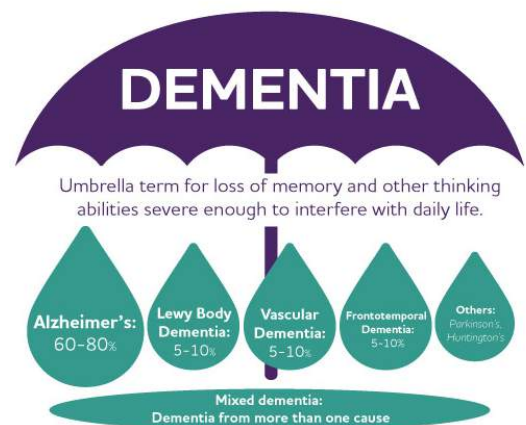 DEMENTIA
Umbrella term for loss of memory and other thinking
abilities severe enough to interfere with daily life.
Alzheimer's:
60-80%
Lewy Body
Dementia:
5-10%
Vascular
Dementia:
5-10%
Frontotemporal
Dementia:
5-10%
Others:
Parkinson's,
Huntington's
Mixed dementia:
Dementia from more than one cause